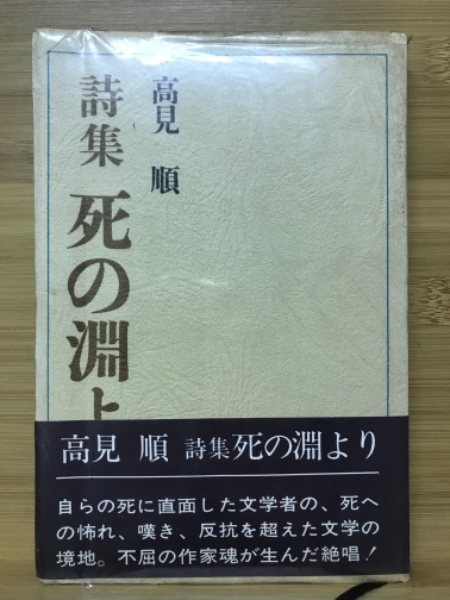 高見 順
詩集 死の淵よ
高見 順 詩集 死の淵より
自らの死に直面した文学者の、死へ
の怖れ、嘆き、反抗を超えた文学の
境地。不屈の作家魂が生んだ絶唱！